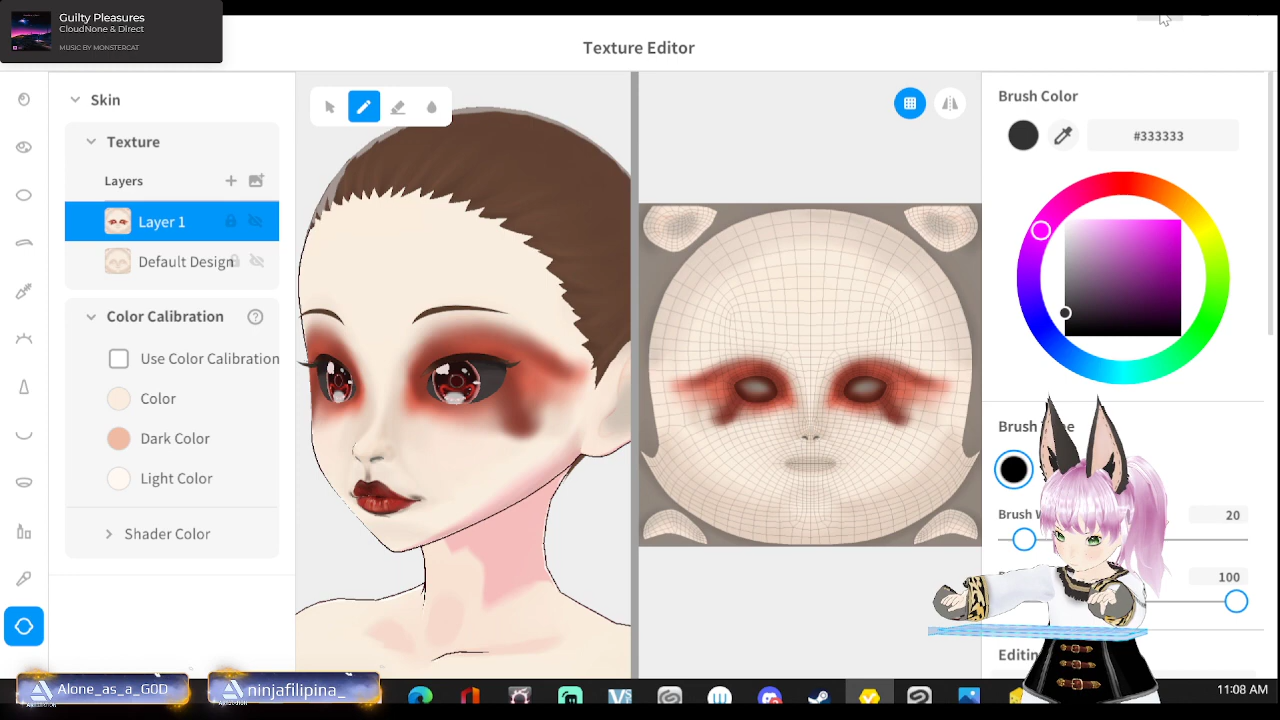 Guilty Pleasures
CloudNone & Direct
MUSIC BY MONSTERCAT
Texture Editor
Skin
Texture
Layers
Layer 1
Default Design
Color Calibration
Use Color Calibration
Color
Dark Color
Light Color
Shader Color
Brush Color
#333333
Brush
20
100
Editin
Alone_as_a_G0D
ninjafilipina_
11:08 AM